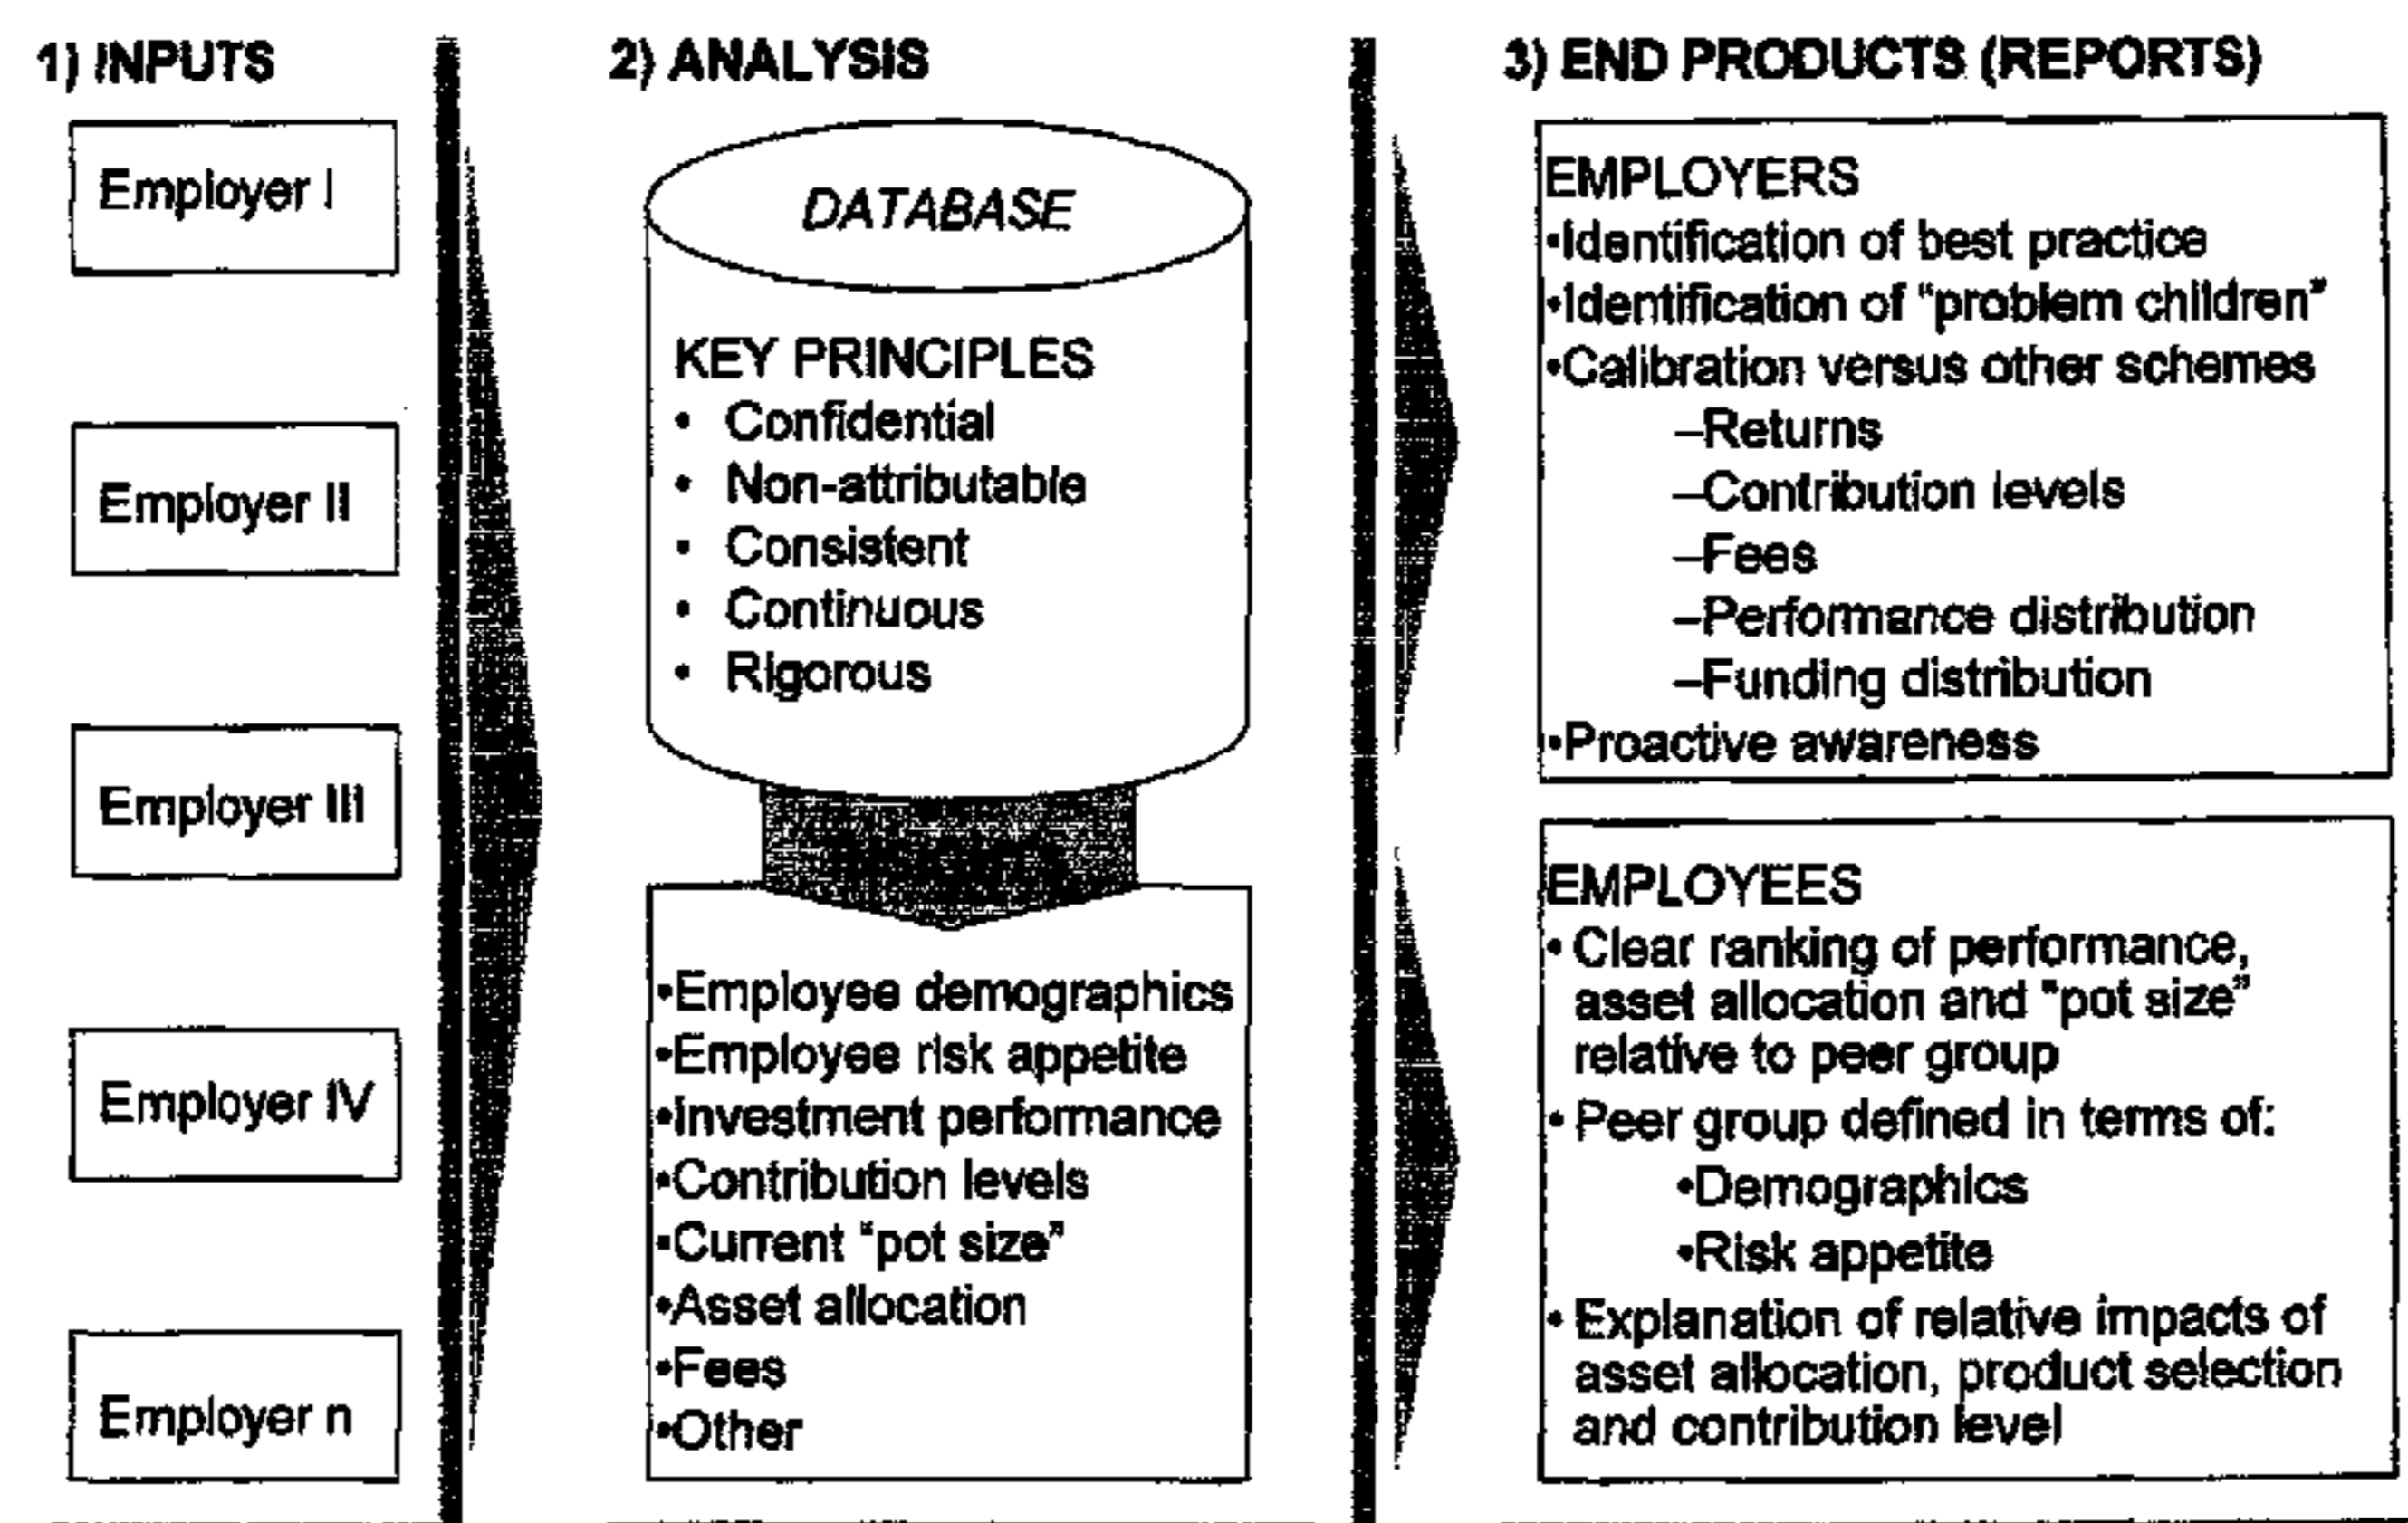 1) INPUTS
Employer I
Employer II
Employer III
Employer IV
Employer n
2) ANALYSIS
DATABASE
KEY PRINCIPLES
• Confidential
• Non-attributable
• Consistent
• Continuous
• Rigorous
•Employee demographics
•Employee risk appetite
•Investment performance
•Contribution levels
•Current "pot size"
•Asset allocation
•Fees
•Other
3) END PRODUCTS (REPORTS)
EMPLOYERS
•Identification of best practice
•Identification of "problem children"
•Calibration versus other schemes
–Returns
–Contribution levels
–Fees
–Performance distribution
–Funding distribution
•Proactive awareness
EMPLOYEES
• Clear ranking of performance,
asset allocation and "pot size"
relative to peer group
• Peer group defined in terms of:
•Demographics
•Risk appetite
• Explanation of relative impacts of
asset allocation, product selection
and contribution level